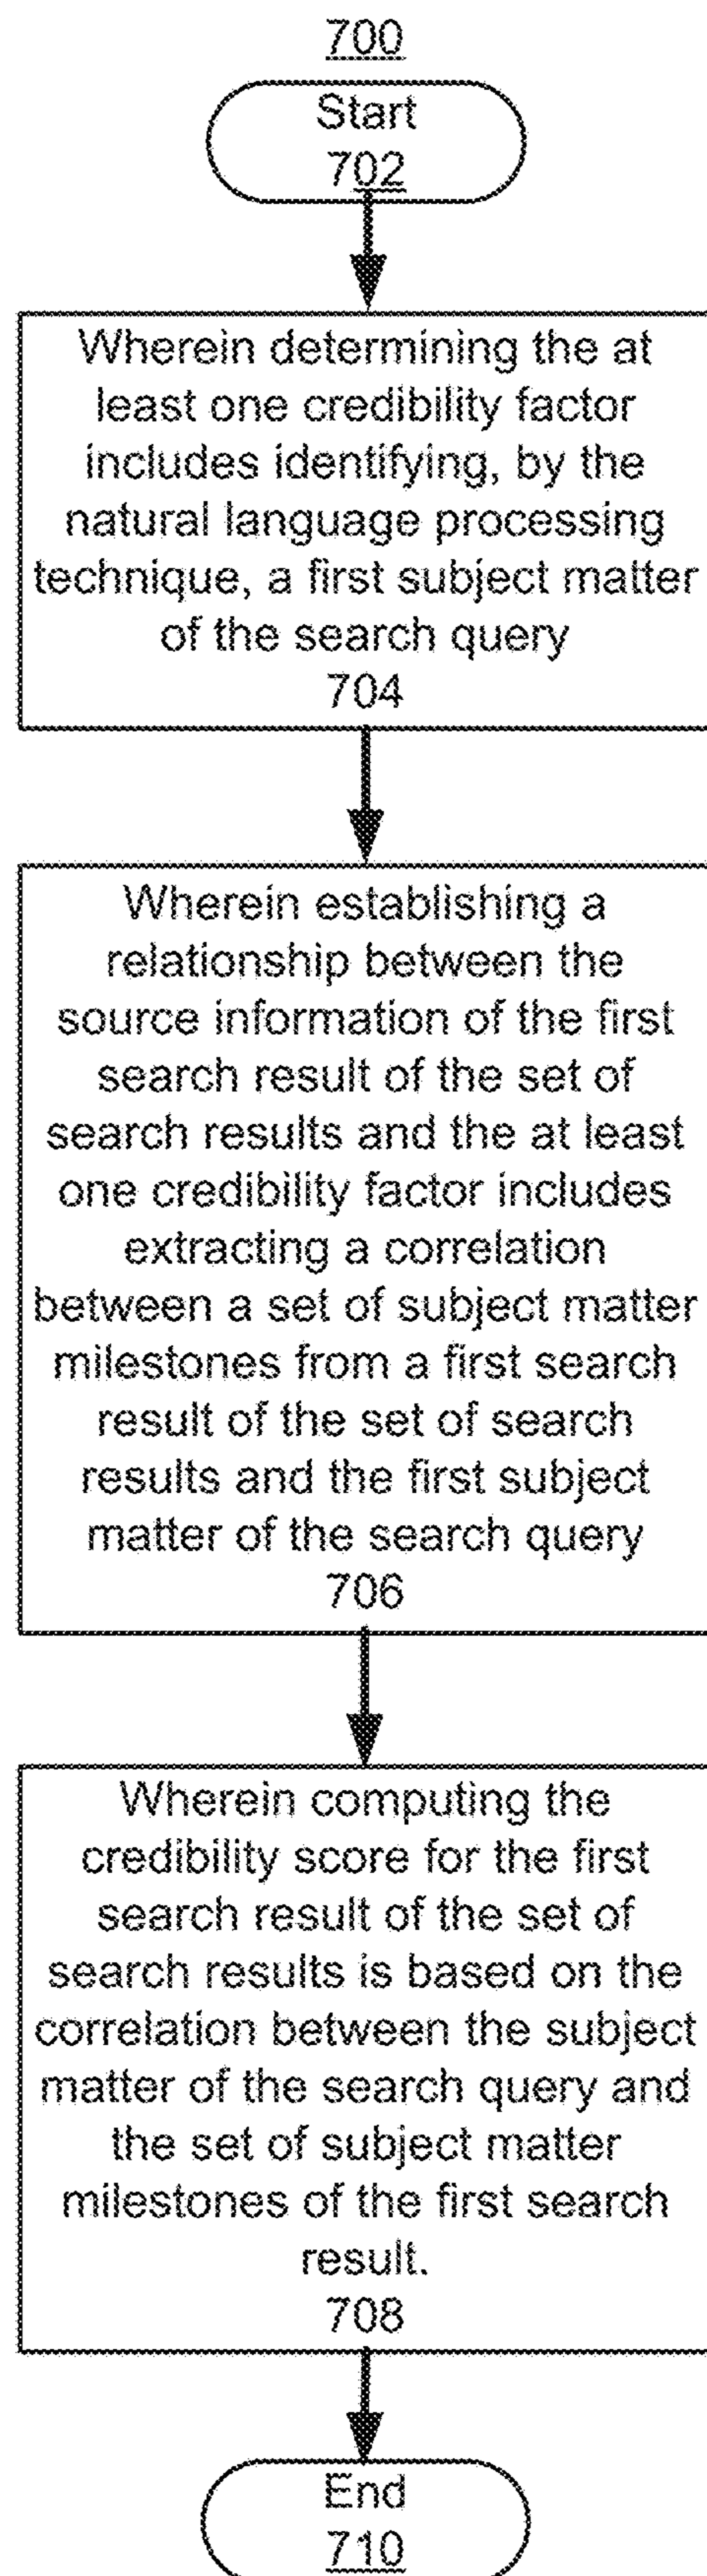 700
Start
702
Wherein determining the at
least one credibility factor
includes identifying, by the
natural language processing
technique, a first subject matter
of the search query
704
Wherein establishing a
relationship between the
source information of the first
search result of the set of
search results and the at least
one credibility factor includes
extracting a correlation
between a set of subject matter
milestones from a first search
result of the set of search
results and the first subject
matter of the search query
706
Wherein computing the
credibility score for the first
search result of the set of
search results is based on the
correlation between the subject
matter of the search query and
the set of subject matter
milestones of the first search
result.
708
End
710